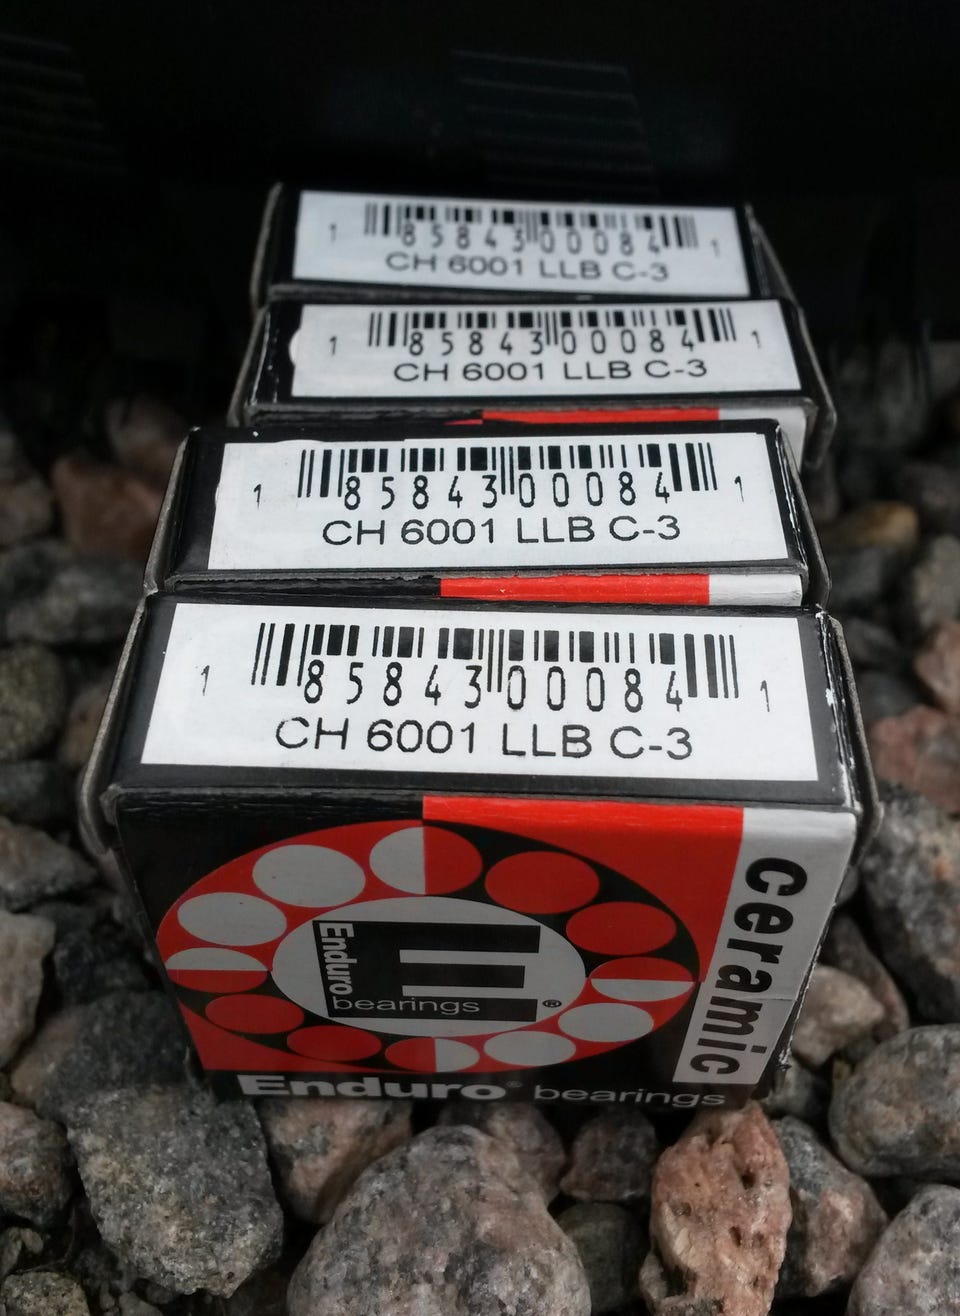 1 85843 00084 1
CH 6001 LLB C-3
1 85843 00084 1
CH 6001 LLB C-3
1 85843 00084 1
CH 6001 LLB C-3
1 85843 00084 1
CH 6001 LLB C-3
ceramic
E
Enduro
bearings®
Enduro® bearings